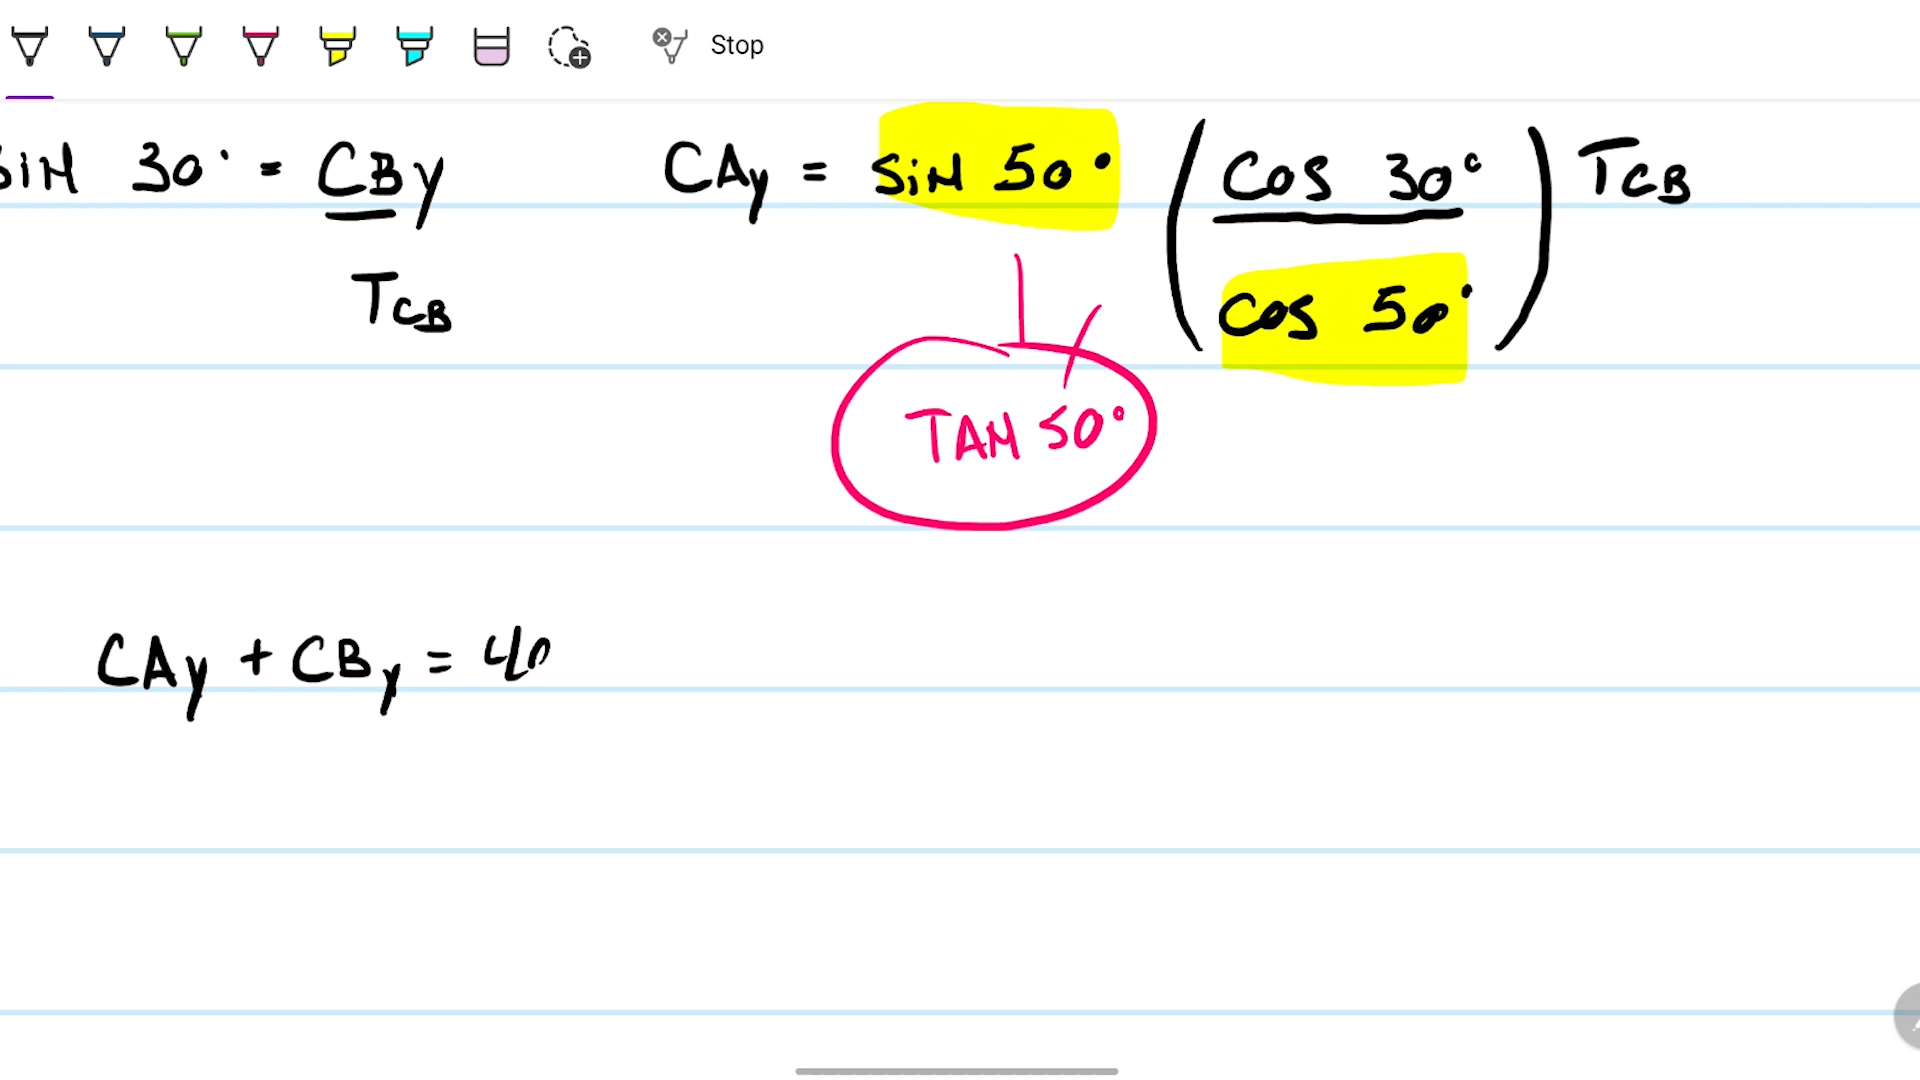 Stop
SiN 30° = CBy
TCB
CAy = SiN 50° (COS 30° / COS 50°) TCB
TAN 50°
CAy + CBy = 40